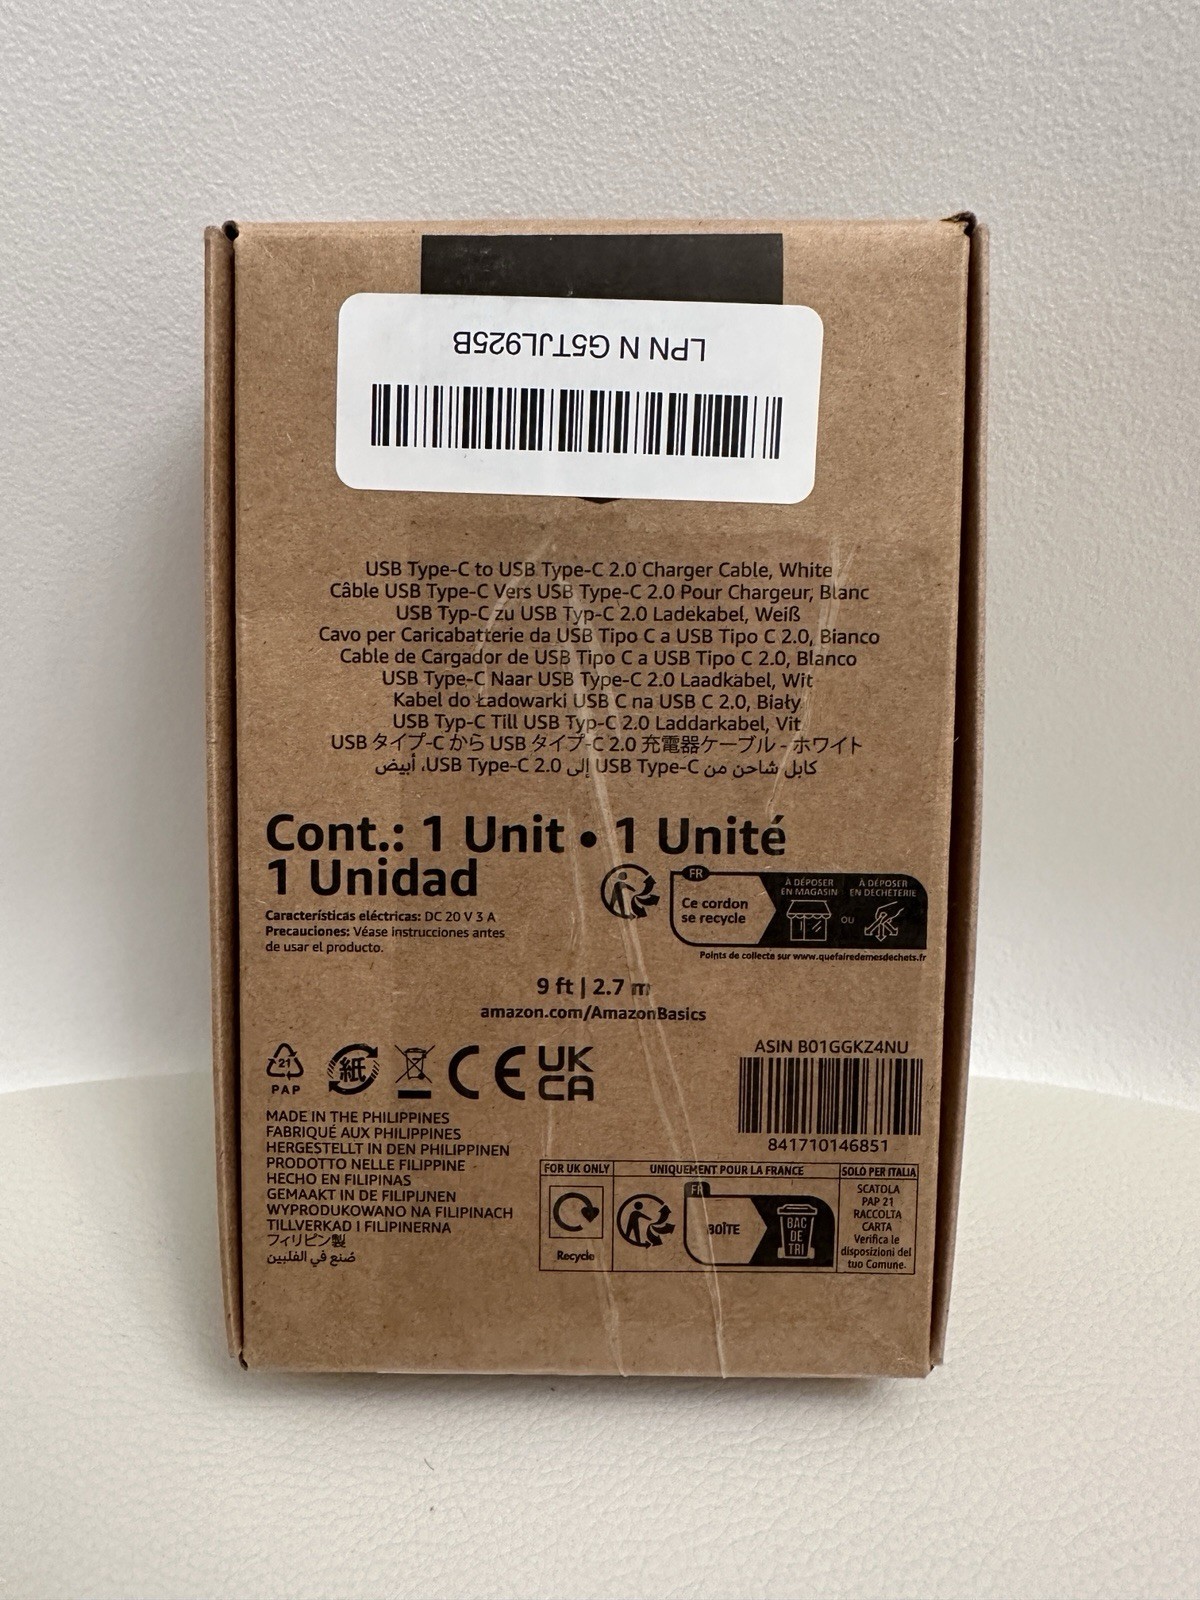 LPN N G5TJL925B
USB Type-C to USB Type-C 2.0 Charger Cable, White
Câble USB Type-C Vers USB Type-C 2.0 Pour Chargeur, Blanc
USB Typ-C zu USB Typ-C 2.0 Ladekabel, Weiß
Cavo per Caricabatterie da USB Tipo C a USB Tipo C 2.0, Bianco
Cable de Cargador de USB Tipo C a USB Tipo C 2.0, Blanco
USB Type-C Naar USB Type-C 2.0 Laadkabel, Wit
Kabel do Ładowarki USB C na USB C 2.0, Biały
USB Typ-C Till USB Typ-C 2.0 Laddarkabel, Vit
USB タイプ-C から USB タイプ-C 2.0 充電器ケーブル - ホワイト
كابل شاحن من USB Type-C إلى USB Type-C 2.0، أبيض
Cont.: 1 Unit • 1 Unité
1 Unidad
Características eléctricas: DC 20 V 3 A
Precauciones: Véase instrucciones antes
de usar el producto.
FR
Ce cordon
se recycle
À DÉPOSER
EN MAGASIN
OU
À DÉPOSER
EN DÉCHÈTERIE
Points de collecte sur www.quefairedemesdechets.fr
9 ft | 2.7 m
amazon.com/AmazonBasics
21
PAP
紙
CE
UK
CA
ASIN B01GGKZ4NU
841710146851
MADE IN THE PHILIPPINES
FABRIQUÉ AUX PHILIPPINES
HERGESTELLT IN DEN PHILIPPINEN
PRODOTTO NELLE FILIPPINE
HECHO EN FILIPINAS
GEMAAKT IN DE FILIPIJNEN
WYPRODUKOWANO NA FILIPINACH
TILLVERKAD I FILIPINERNA
フィリピン製
صُنع في الفلبين
FOR UK ONLY
Recycle
UNIQUEMENT POUR LA FRANCE
FR
BOÎTE
BAC
DE
TRI
SOLO PER ITALIA
SCATOLA
PAP 21
RACCOLTA
CARTA
Verifica le
disposizioni del
tuo Comune.